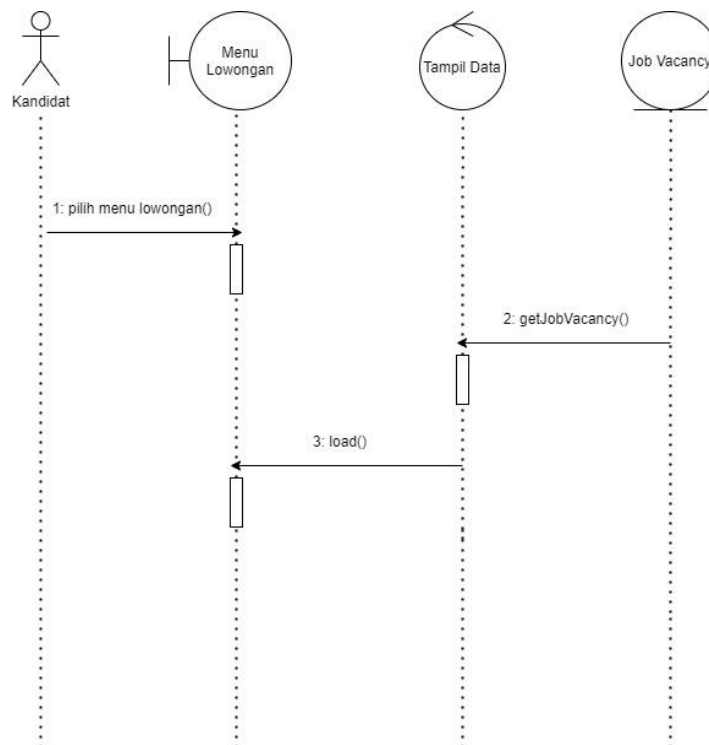 Menu
Lowongan
Tampil Data
Job Vacancy
Kandidat
1: pilih menu lowongan()
2: getJobVacancy()
3: load()